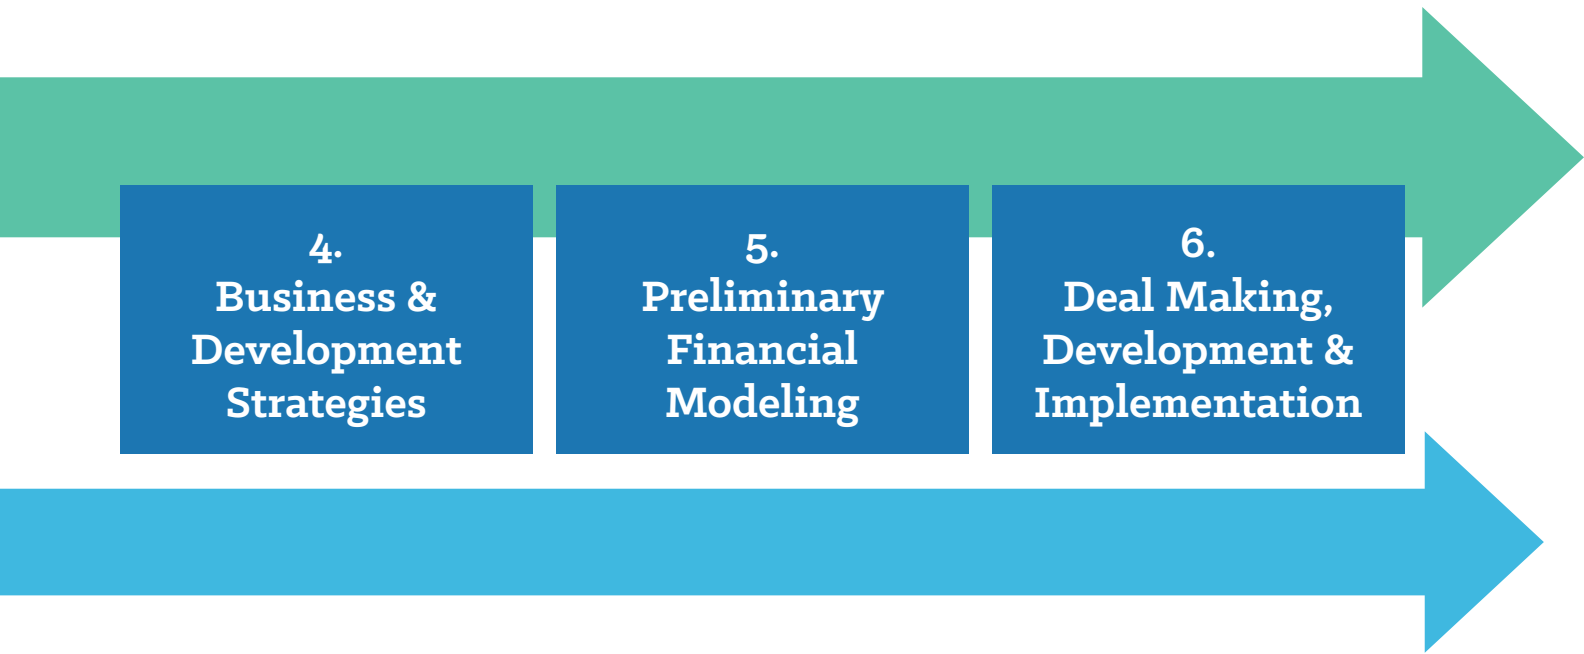 4.
Business &
Development
Strategies
5.
Preliminary
Financial
Modeling
6.
Deal Making,
Development &
Implementation